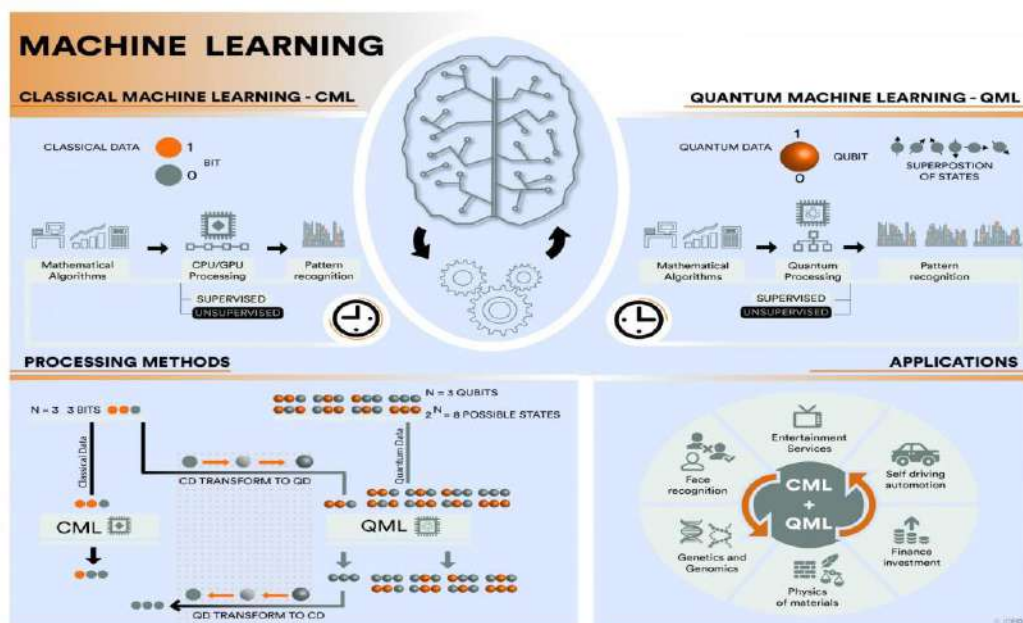 MACHINE LEARNING
CLASSICAL MACHINE LEARNING - CML
CLASSICAL DATA
1
BIT
0
Mathematical
Algorithms
CPU/GPU
Processing
Pattern
recognition
SUPERVISED
UNSUPERVISED
QUANTUM MACHINE LEARNING - QML
QUANTUM DATA
1
QUBIT
0
SUPERPOSTION
OF STATES
Mathematical
Algorithms
Quantum
Processing
Pattern
recognition
SUPERVISED
UNSUPERVISED
PROCESSING METHODS
N = 3 3 BITS
N = 3 QUBITS
2^N = 8 POSSIBLE STATES
Classical Data
Quantum Data
CD TRANSFORM TO QD
CML
QML
QD TRANSFORM TO CD
APPLICATIONS
Entertainment
Services
Face
recognition
Self driving
automation
CML
+
QML
Genetics and
Genomics
Finance
investment
Physics
of materials